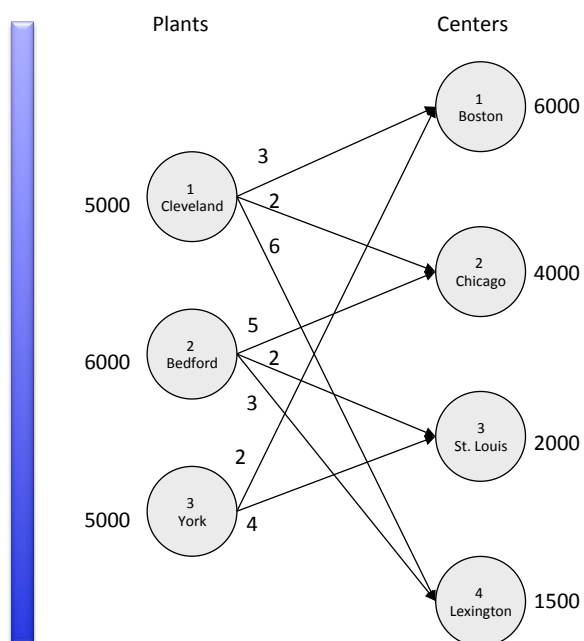 Plants
Centers
1
Boston
6000
3
1
Cleveland
5000
2
6
2
Chicago
4000
5
2
Bedford
6000
2
3
3
St. Louis
2000
2
3
York
5000
4
4
Lexington
1500